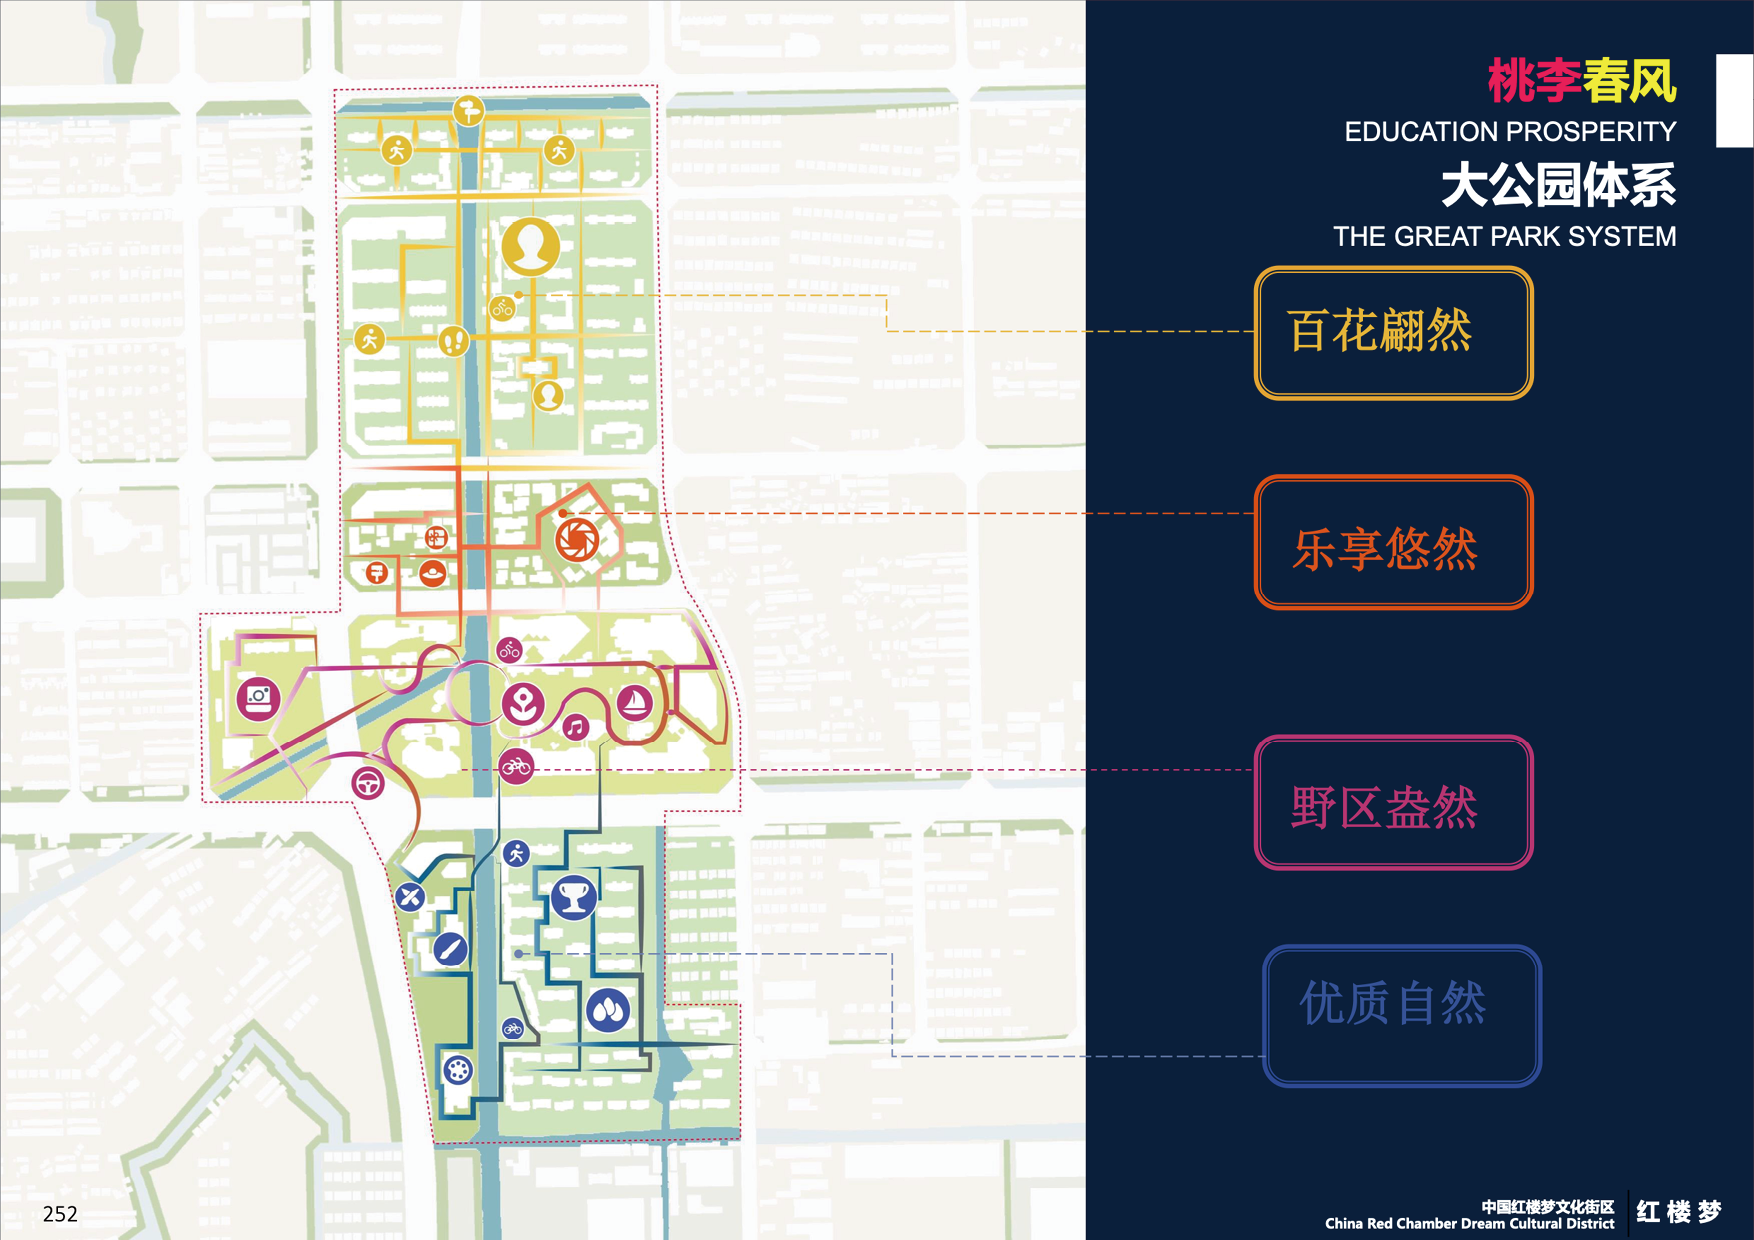 桃李春风
EDUCATION PROSPERITY
大公园体系
THE GREAT PARK SYSTEM
百花翩然
乐享悠然
野区盎然
优质自然
252
中国红楼梦文化街区
China Red Chamber Dream Cultural District
红楼梦